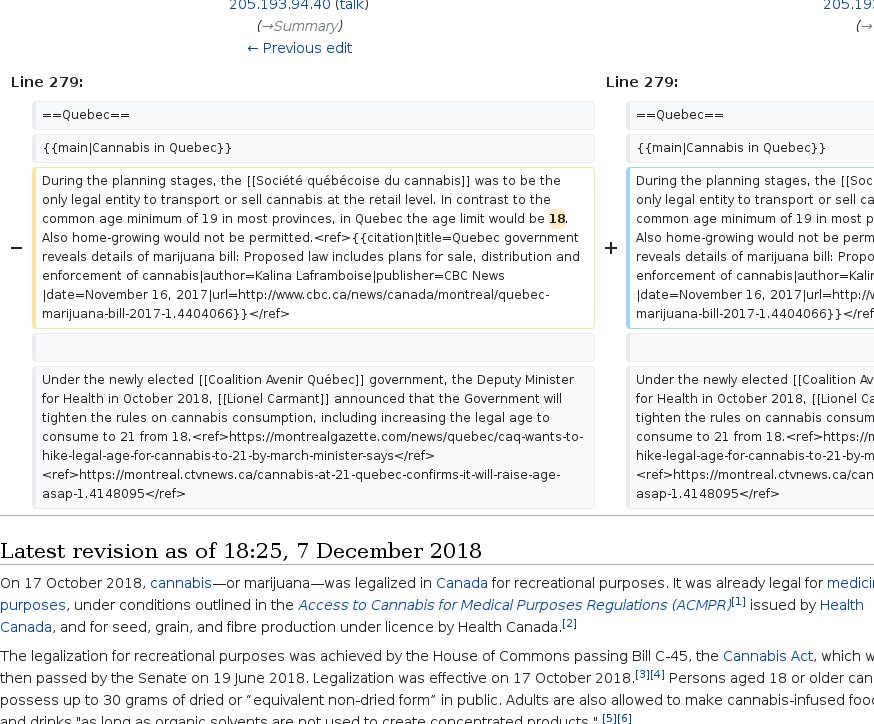 205.193.94.40 (talk)
(→Summary)
← Previous edit
205.193
(→
Line 279:
==Quebec==
{{main|Cannabis in Quebec}}
− During the planning stages, the [[Société québécoise du cannabis]] was to be the
only legal entity to transport or sell cannabis at the retail level. In contrast to the
common age minimum of 19 in most provinces, in Quebec the age limit would be 18.
Also home-growing would not be permitted.<ref>{{citation|title=Quebec government
reveals details of marijuana bill: Proposed law includes plans for sale, distribution and
enforcement of cannabis|author=Kalina Laframboise|publisher=CBC News
|date=November 16, 2017|url=http://www.cbc.ca/news/canada/montreal/quebec-
marijuana-bill-2017-1.4404066}}</ref>
Under the newly elected [[Coalition Avenir Québec]] government, the Deputy Minister
for Health in October 2018, [[Lionel Carmant]] announced that the Government will
tighten the rules on cannabis consumption, including increasing the legal age to
consume to 21 from 18.<ref>https://montrealgazette.com/news/quebec/caq-wants-to-
hike-legal-age-for-cannabis-to-21-by-march-minister-says</ref>
<ref>https://montreal.ctvnews.ca/cannabis-at-21-quebec-confirms-it-will-raise-age-
asap-1.4148095</ref>
Line 279:
==Quebec==
{{main|Cannabis in Quebec}}
+ During the planning stages, the [[Soc
only legal entity to transport or sell c
common age minimum of 19 in most p
Also home-growing would not be perm
reveals details of marijuana bill: Propo
enforcement of cannabis|author=Kalin
|date=November 16, 2017|url=http://w
marijuana-bill-2017-1.4404066}}</ref
Under the newly elected [[Coalition Av
for Health in October 2018, [[Lionel Ca
tighten the rules on cannabis consum
consume to 21 from 18.<ref>https://m
hike-legal-age-for-cannabis-to-21-by-m
<ref>https://montreal.ctvnews.ca/can
asap-1.4148095</ref>
Latest revision as of 18:25, 7 December 2018
On 17 October 2018, cannabis—or marijuana—was legalized in Canada for recreational purposes. It was already legal for medici
purposes, under conditions outlined in the Access to Cannabis for Medical Purposes Regulations (ACMPR)[1] issued by Health
Canada, and for seed, grain, and fibre production under licence by Health Canada.[2]
The legalization for recreational purposes was achieved by the House of Commons passing Bill C-45, the Cannabis Act, which w
then passed by the Senate on 19 June 2018. Legalization was effective on 17 October 2018.[3][4] Persons aged 18 or older can
possess up to 30 grams of dried or “equivalent non-dried form” in public. Adults are also allowed to make cannabis-infused foo
and drinks "as long as organic solvents are not used to create concentrated products." [5][6]